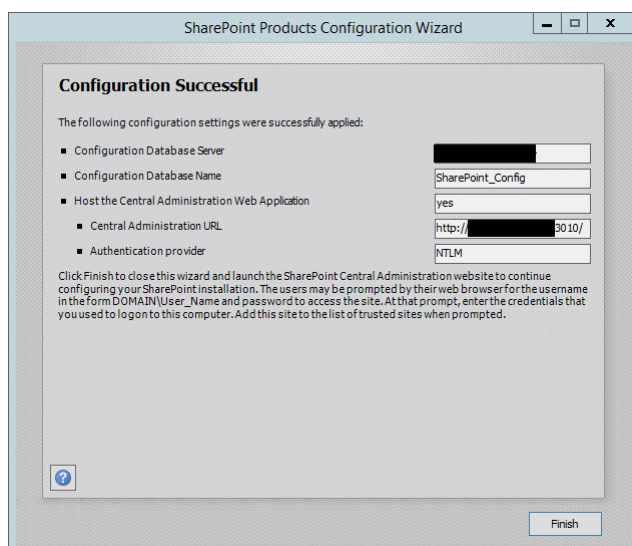 SharePoint Products Configuration Wizard
Configuration Successful
The following configuration settings were successfully applied:
Configuration Database Server
Configuration Database Name SharePoint_Config
Host the Central Administration Web Application yes
Central Administration URL http:// 3010/
Authentication provider NTLM
Click Finish to close this wizard and launch the SharePoint Central Administration website to continue
configuring your SharePoint installation. The users may be prompted by their web browser for the username
in the form DOMAIN\User_Name and password to access the site. At that prompt, enter the credentials that
you used to logon to this computer. Add this site to the list of trusted sites when prompted.
?
Finish